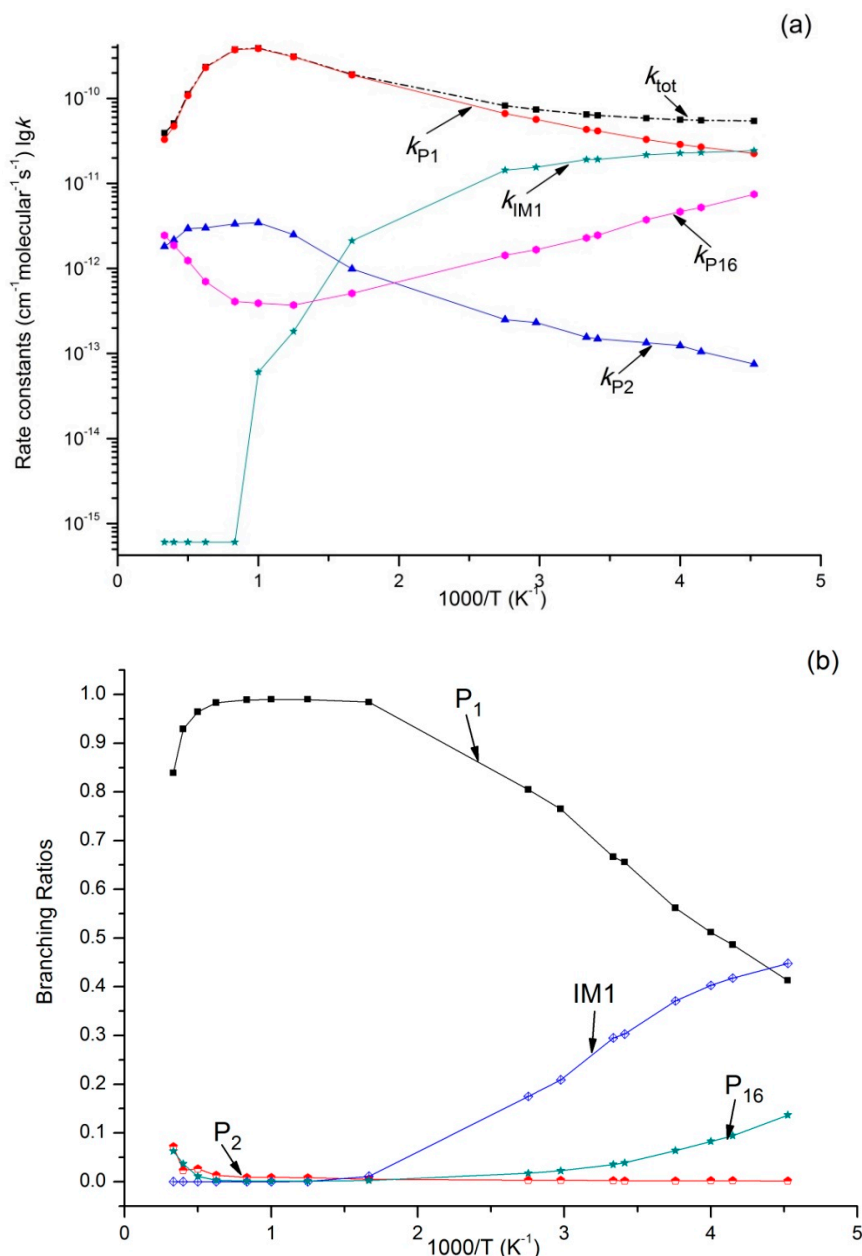 (a)
Rate constants (cm⁻¹molecular⁻¹s⁻¹) lgk
10⁻¹⁰
10⁻¹¹
10⁻¹²
10⁻¹³
10⁻¹⁴
10⁻¹⁵
k_tot
k_P1
k_IM1
k_P16
k_P2
0 1 2 3 4 5
1000/T (K⁻¹)
(b)
Branching Ratios
1.0
0.9
0.8
0.7
0.6
0.5
0.4
0.3
0.2
0.1
0.0
P₁
IM1
P₁₆
P₂
0 1 2 3 4 5
1000/T (K⁻¹)